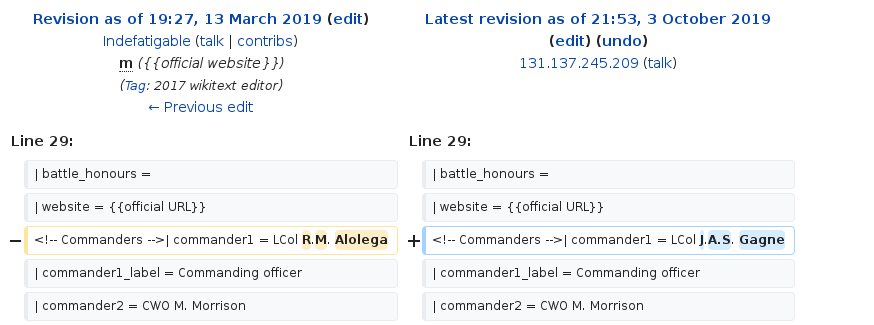 Revision as of 19:27, 13 March 2019 (edit)
Indefatigable (talk | contribs)
m ({{official website}})
(Tag: 2017 wikitext editor)
← Previous edit
Latest revision as of 21:53, 3 October 2019
(edit) (undo)
131.137.245.209 (talk)
Line 29:
Line 29:
| battle_honours =
| battle_honours =
| website = {{official URL}}
| website = {{official URL}}
− <!-- Commanders -->| commander1 = LCol R.M. Alolega
+ <!-- Commanders -->| commander1 = LCol J.A.S. Gagne
| commander1_label = Commanding officer
| commander1_label = Commanding officer
| commander2 = CWO M. Morrison
| commander2 = CWO M. Morrison